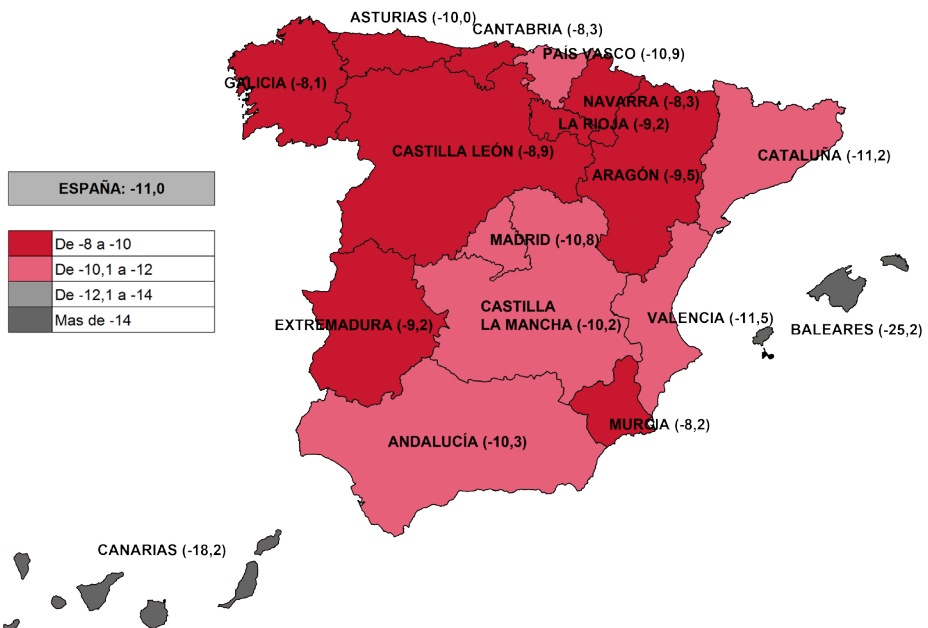 ASTURIAS (-10,0)
CANTABRIA (-8,3)
PAÍS VASCO (-10,9)
GALICIA (-8,1)
NAVARRA (-8,3)
LA RIOJA (-9,2)
CASTILLA LEÓN (-8,9)
CATALUÑA (-11,2)
ARAGÓN (-9,5)
ESPAÑA: -11,0
De -8 a -10
De -10,1 a -12
De -12,1 a -14
Mas de -14
MADRID (-10,8)
CASTILLA
LA MANCHA (-10,2)
VALENCIA (-11,5)
EXTREMADURA (-9,2)
BALEARES (-25,2)
MURCIA (-8,2)
ANDALUCÍA (-10,3)
CANARIAS (-18,2)